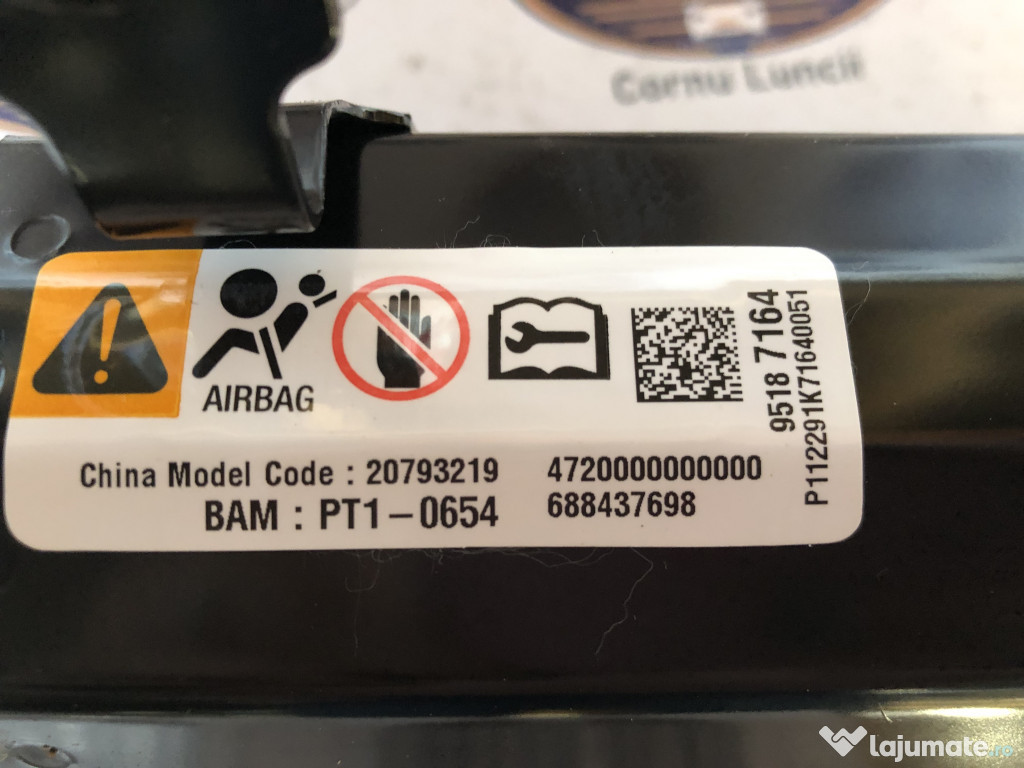 Cornu Luncii
AIRBAG
China Model Code : 20793219
BAM : PT1-0654
4720000000000
688437698
9518 7164
P112291K71640051
lajumate.ro